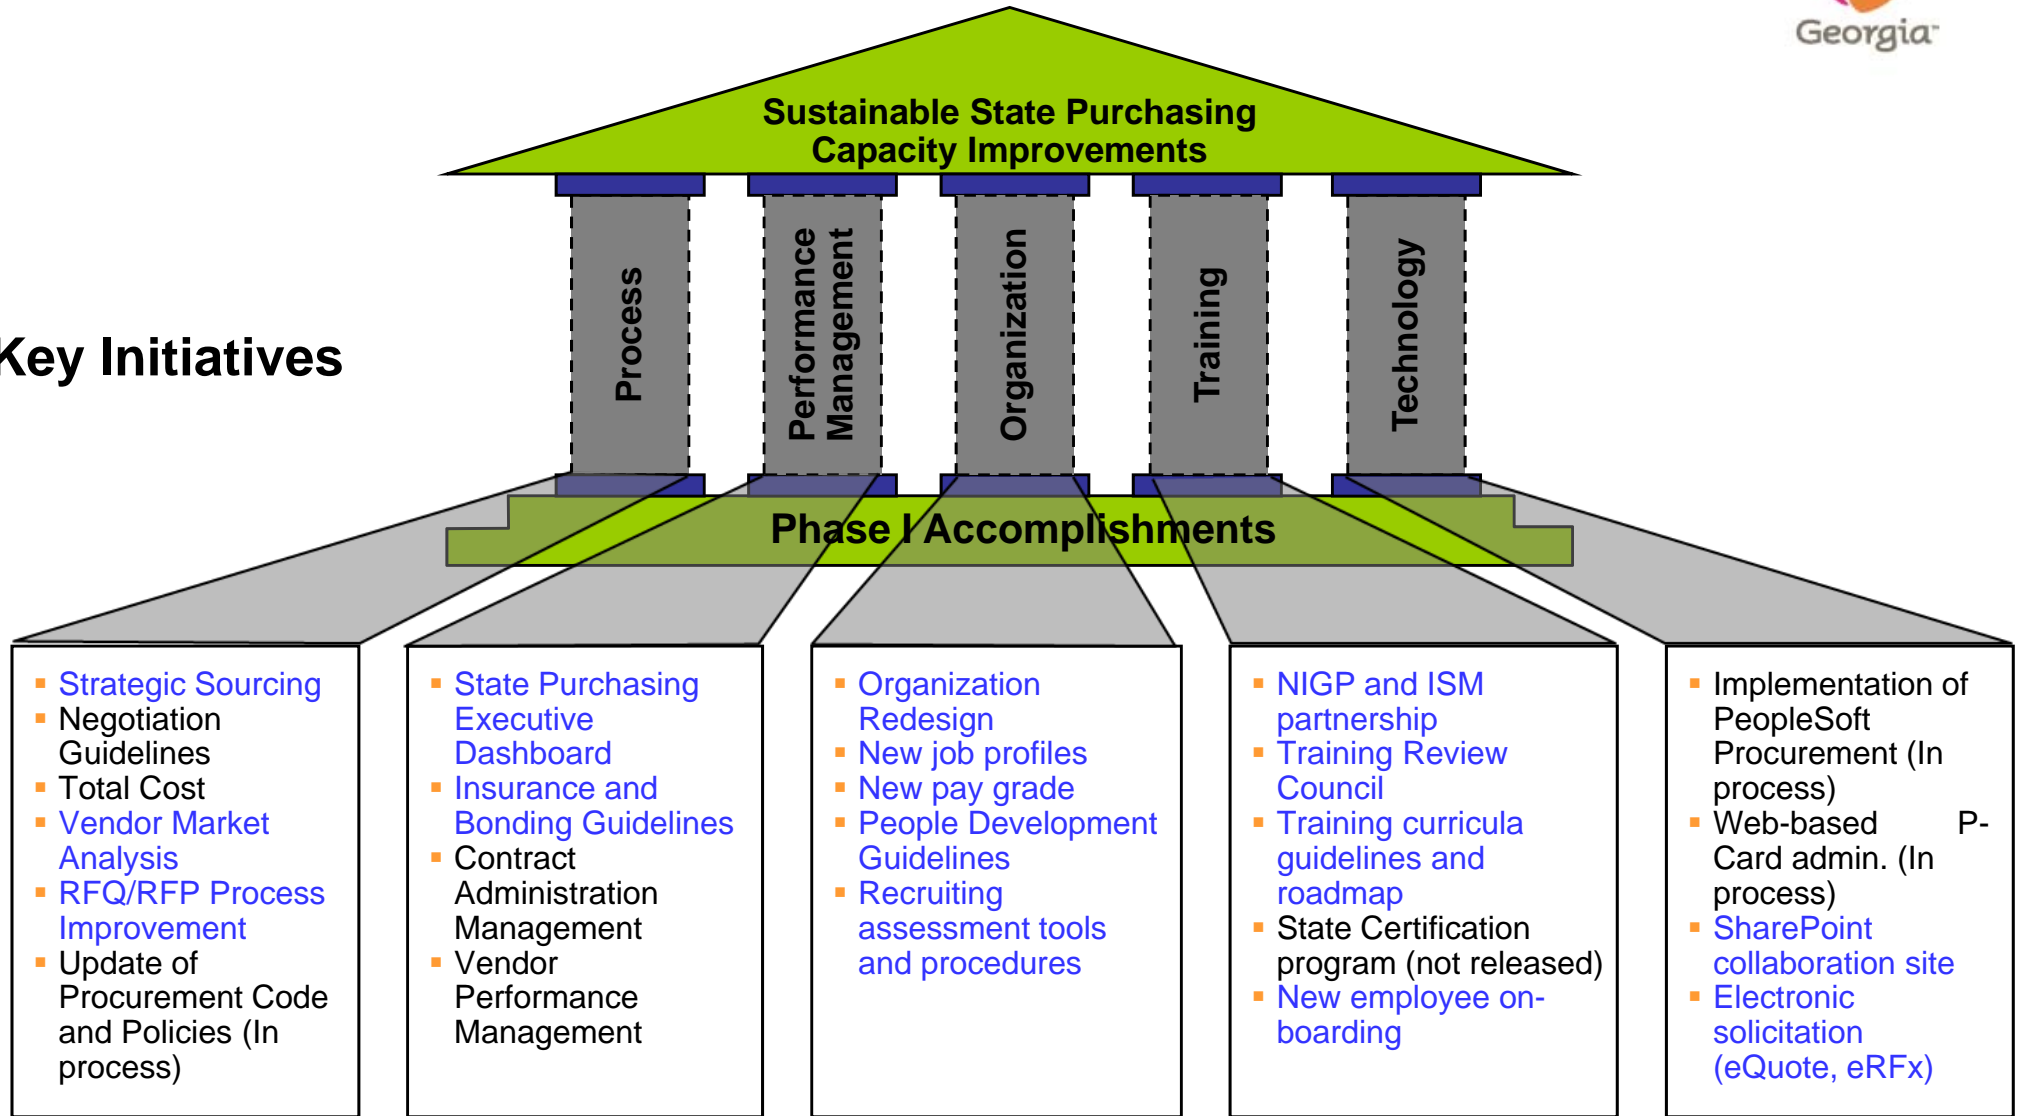 Georgia™
Sustainable State Purchasing
Capacity Improvements
Process
Performance
Management
Organization
Training
Technology
Key Initiatives
Phase I Accomplishments
▪ Strategic Sourcing
▪ Negotiation
Guidelines
▪ Total Cost
▪ Vendor Market
Analysis
▪ RFQ/RFP Process
Improvement
▪ Update of
Procurement Code
and Policies (In
process)
▪ State Purchasing
Executive
Dashboard
▪ Insurance and
Bonding Guidelines
▪ Contract
Administration
Management
▪ Vendor
Performance
Management
▪ Organization
Redesign
▪ New job profiles
▪ New pay grade
▪ People Development
Guidelines
▪ Recruiting
assessment tools
and procedures
▪ NIGP and ISM
partnership
▪ Training Review
Council
▪ Training curricula
guidelines and
roadmap
▪ State Certification
program (not released)
▪ New employee on-
boarding
▪ Implementation of
PeopleSoft
Procurement (In
process)
▪ Web-based P-
Card admin. (In
process)
▪ SharePoint
collaboration site
▪ Electronic
solicitation
(eQuote, eRFx)